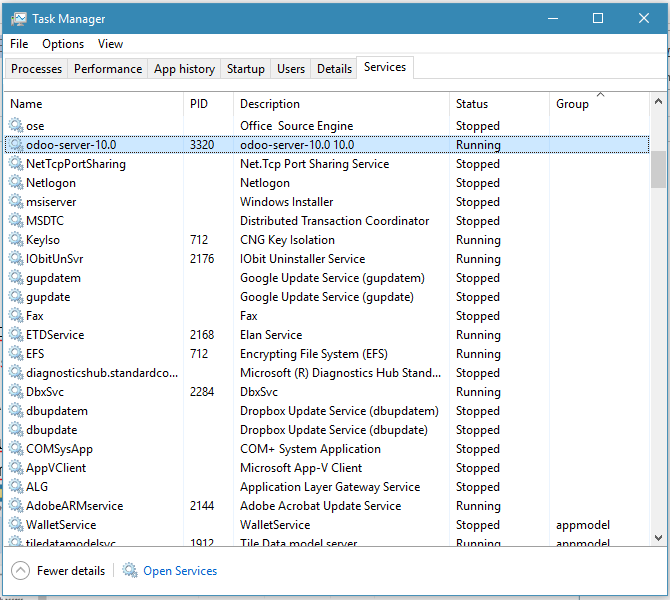 Task Manager
File Options View
Processes Performance App history Startup Users Details Services
Name PID Description Status Group
ose Office Source Engine Stopped
odoo-server-10.0 3320 odoo-server-10.0 10.0 Running
NetTcpPortSharing Net.Tcp Port Sharing Service Stopped
Netlogon Netlogon Stopped
msiserver Windows Installer Stopped
MSDTC Distributed Transaction Coordinator Stopped
KeyIso 712 CNG Key Isolation Running
IObitUnSvr 2176 IObit Uninstaller Service Running
gupdatem Google Update Service (gupdatem) Stopped
gupdate Google Update Service (gupdate) Stopped
Fax Fax Stopped
ETDService 2168 Elan Service Running
EFS 712 Encrypting File System (EFS) Running
diagnosticshub.standardco... Microsoft (R) Diagnostics Hub Stand... Stopped
DbxSvc 2284 DbxSvc Running
dbupdatem Dropbox Update Service (dbupdatem) Stopped
dbupdate Dropbox Update Service (dbupdate) Stopped
COMSysApp COM+ System Application Stopped
AppVClient Microsoft App-V Client Stopped
ALG Application Layer Gateway Service Stopped
AdobeARMservice 2144 Adobe Acrobat Update Service Running
WalletService WalletService Stopped appmodel
tiledatamodelsvc 1912 Tile Data model server Running appmodel
Fewer details Open Services